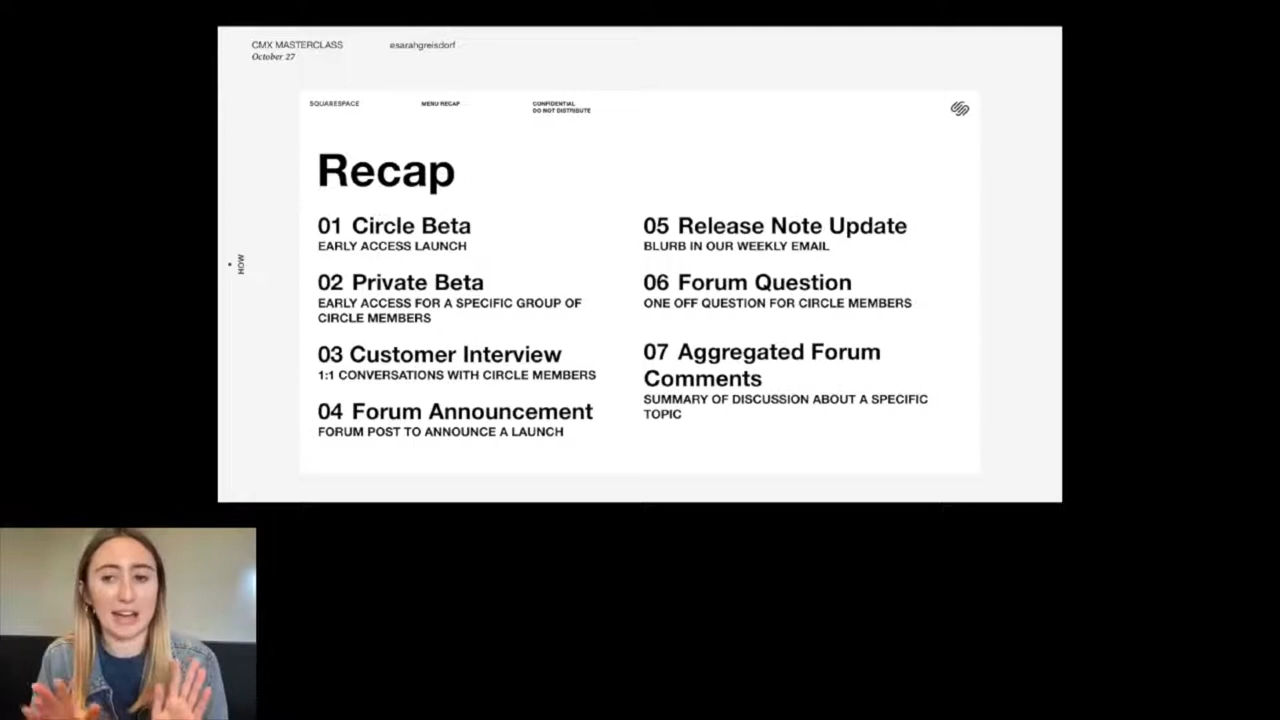 CMX MASTERCLASS
October 27
@sarahgreisdorf
HOW
SQUARESPACE
MENU RECAP
CONFIDENTIAL
DO NOT DISTRIBUTE
Recap
01 Circle Beta
EARLY ACCESS LAUNCH
02 Private Beta
EARLY ACCESS FOR A SPECIFIC GROUP OF
CIRCLE MEMBERS
03 Customer Interview
1:1 CONVERSATIONS WITH CIRCLE MEMBERS
04 Forum Announcement
FORUM POST TO ANNOUNCE A LAUNCH
05 Release Note Update
BLURB IN OUR WEEKLY EMAIL
06 Forum Question
ONE OFF QUESTION FOR CIRCLE MEMBERS
07 Aggregated Forum
Comments
SUMMARY OF DISCUSSION ABOUT A SPECIFIC
TOPIC